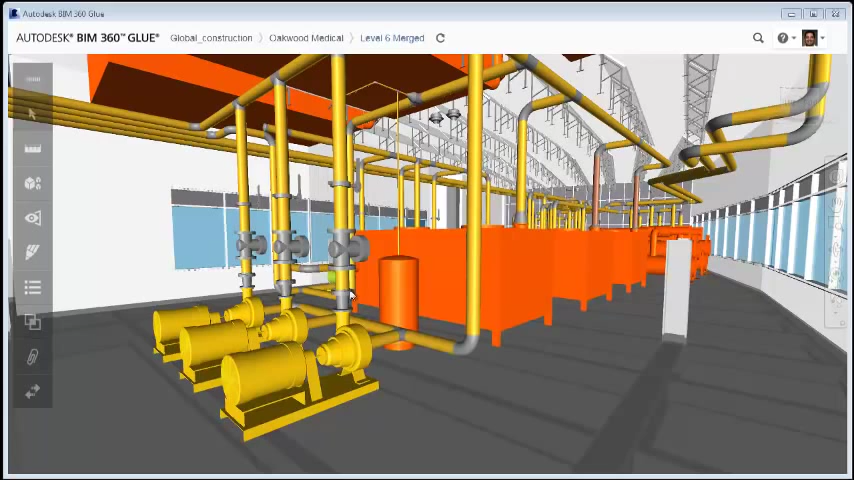 Autodesk BIM 360 Glue
AUTODESK® BIM 360™ GLUE® Global_construction Oakwood Medical Level 6 Merged